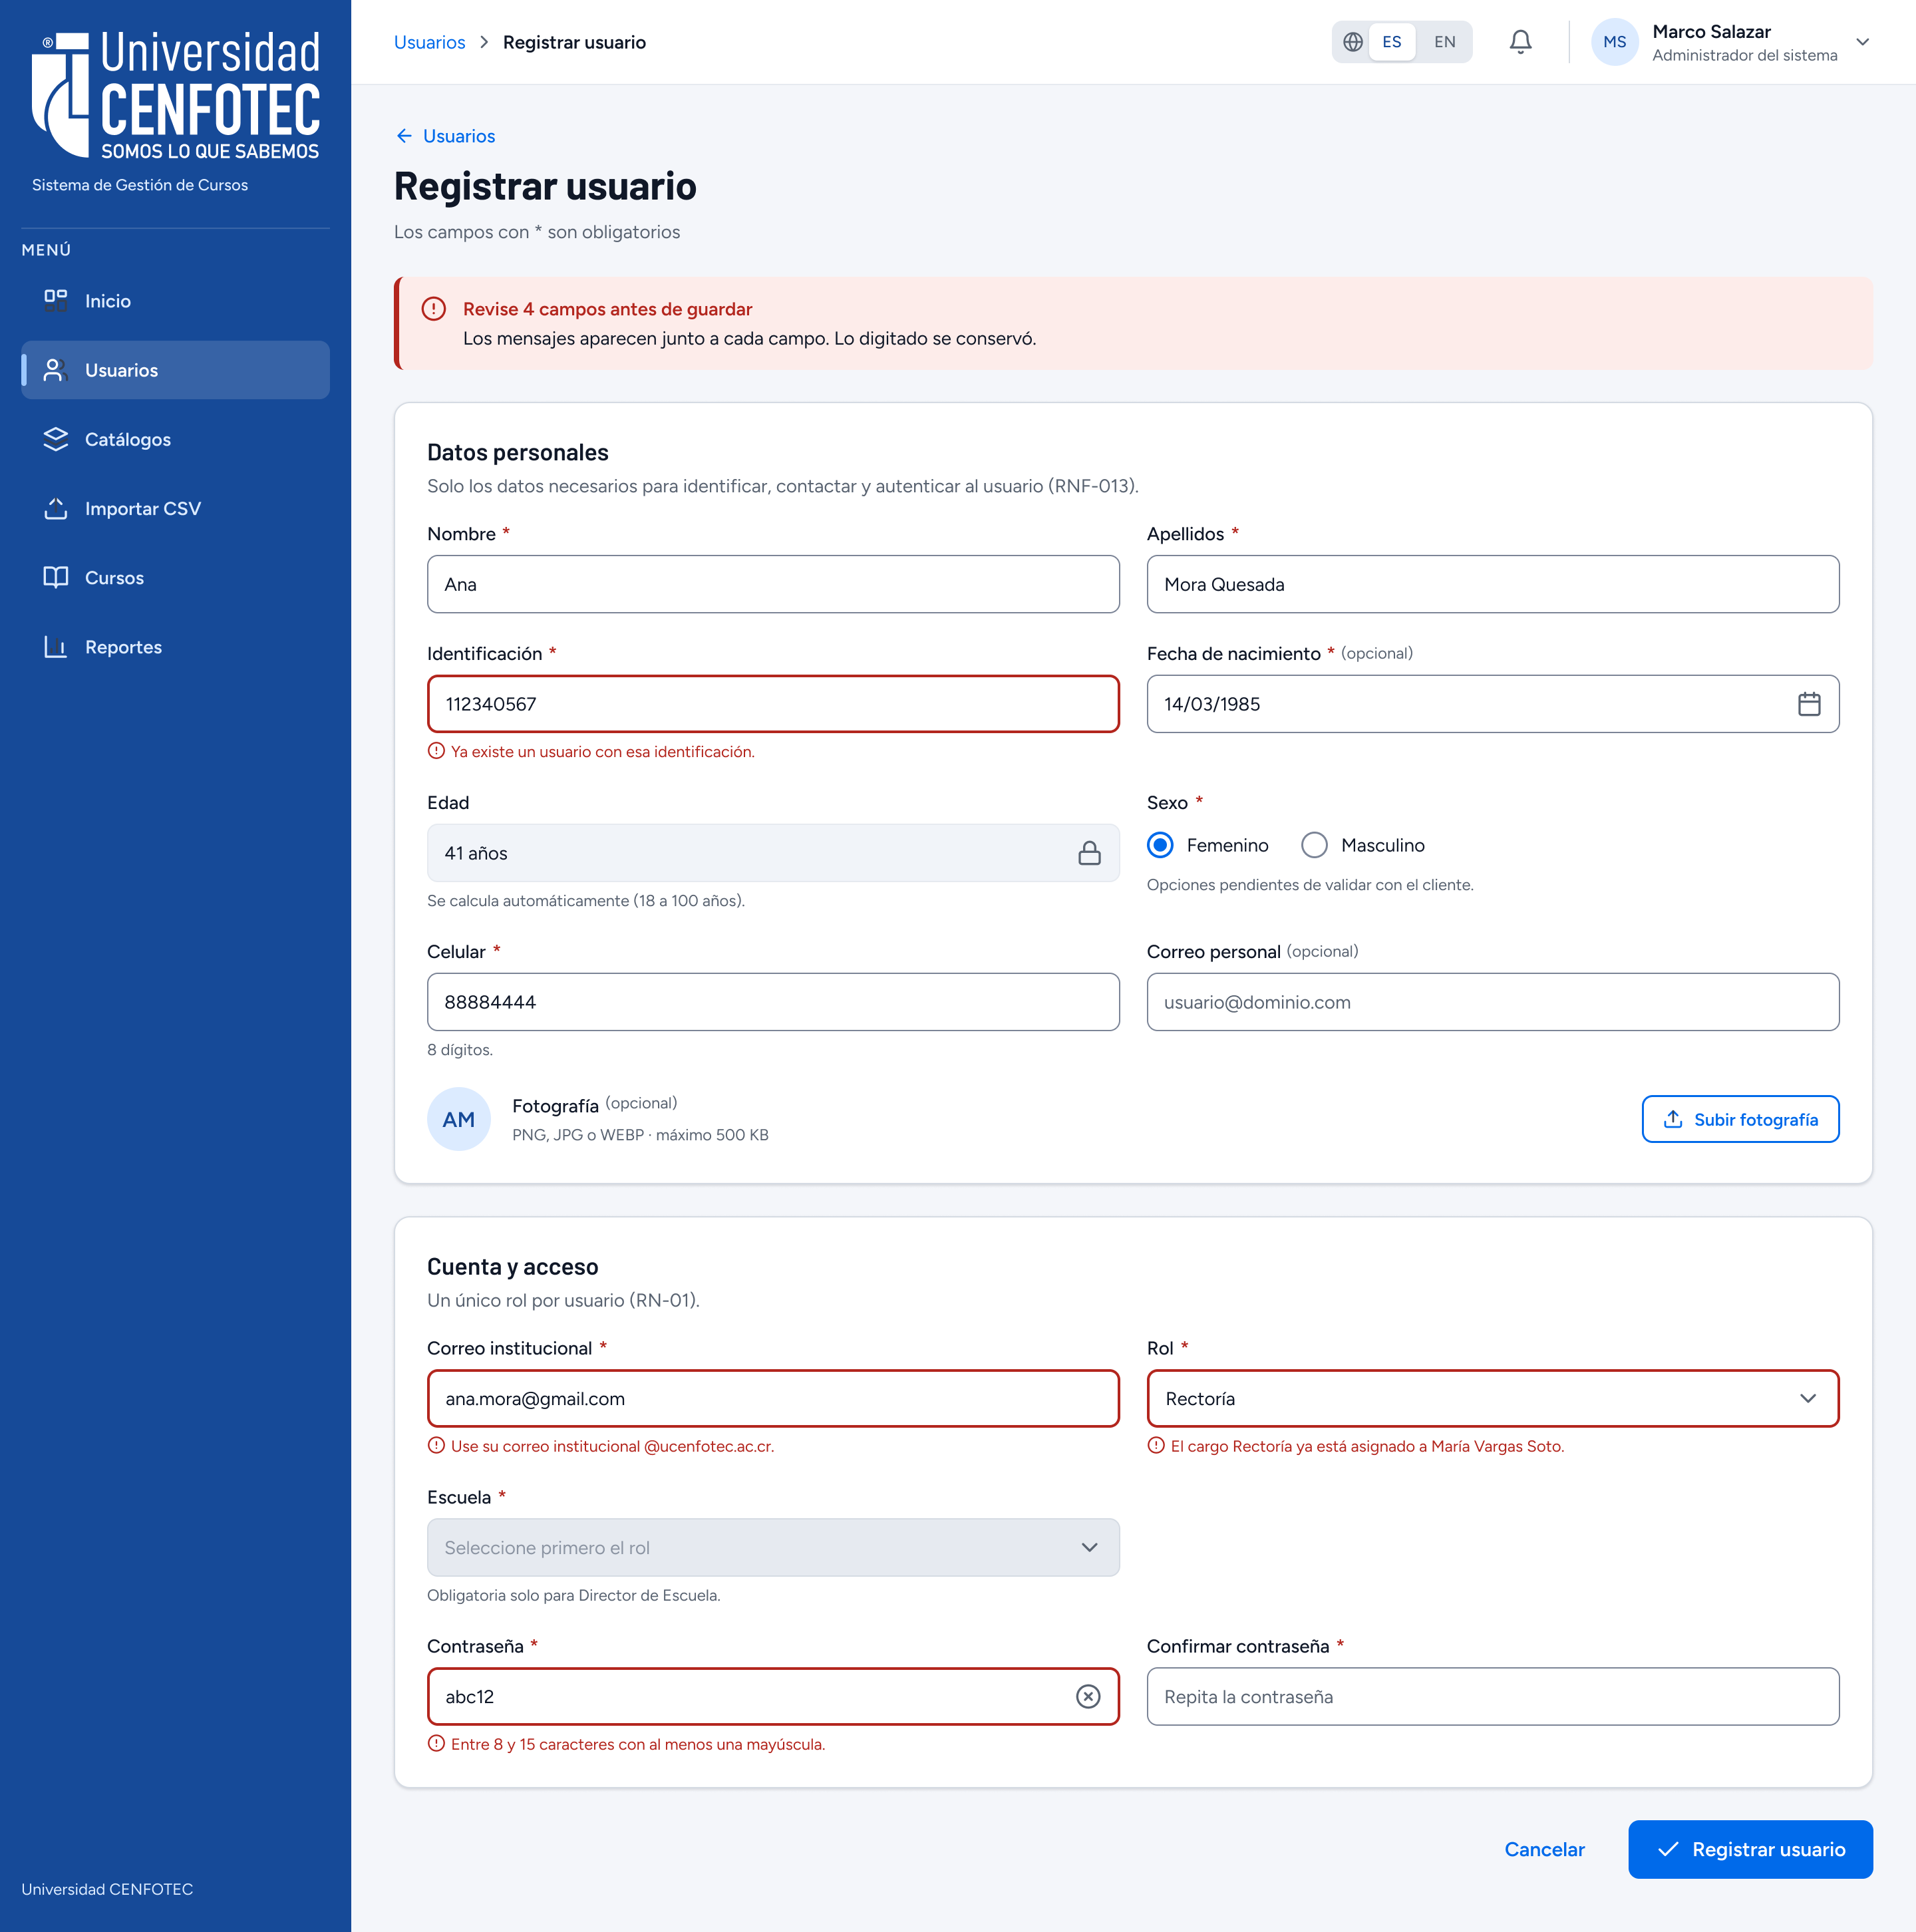 ® Universidad
CENFOTEC
SOMOS LO QUE SABEMOS
Sistema de Gestión de Cursos
MENÚ
Inicio
Usuarios
Catálogos
Importar CSV
Cursos
Reportes
Universidad CENFOTEC
Usuarios > Registrar usuario
ES EN
MS
Marco Salazar
Administrador del sistema
← Usuarios
Registrar usuario
Los campos con * son obligatorios
Revise 4 campos antes de guardar
Los mensajes aparecen junto a cada campo. Lo digitado se conservó.
Datos personales
Solo los datos necesarios para identificar, contactar y autenticar al usuario (RNF-013).
Nombre *
Ana
Apellidos *
Mora Quesada
Identificación *
112340567
Ya existe un usuario con esa identificación.
Fecha de nacimiento * (opcional)
14/03/1985
Edad
41 años
Se calcula automáticamente (18 a 100 años).
Sexo *
Femenino Masculino
Opciones pendientes de validar con el cliente.
Celular *
88884444
8 dígitos.
Correo personal (opcional)
usuario@dominio.com
AM
Fotografía (opcional)
PNG, JPG o WEBP · máximo 500 KB
Subir fotografía
Cuenta y acceso
Un único rol por usuario (RN-01).
Correo institucional *
ana.mora@gmail.com
Use su correo institucional @ucenfotec.ac.cr.
Rol *
Rectoría
El cargo Rectoría ya está asignado a María Vargas Soto.
Escuela *
Seleccione primero el rol
Obligatoria solo para Director de Escuela.
Contraseña *
abc12
Entre 8 y 15 caracteres con al menos una mayúscula.
Confirmar contraseña *
Repita la contraseña
Cancelar
Registrar usuario